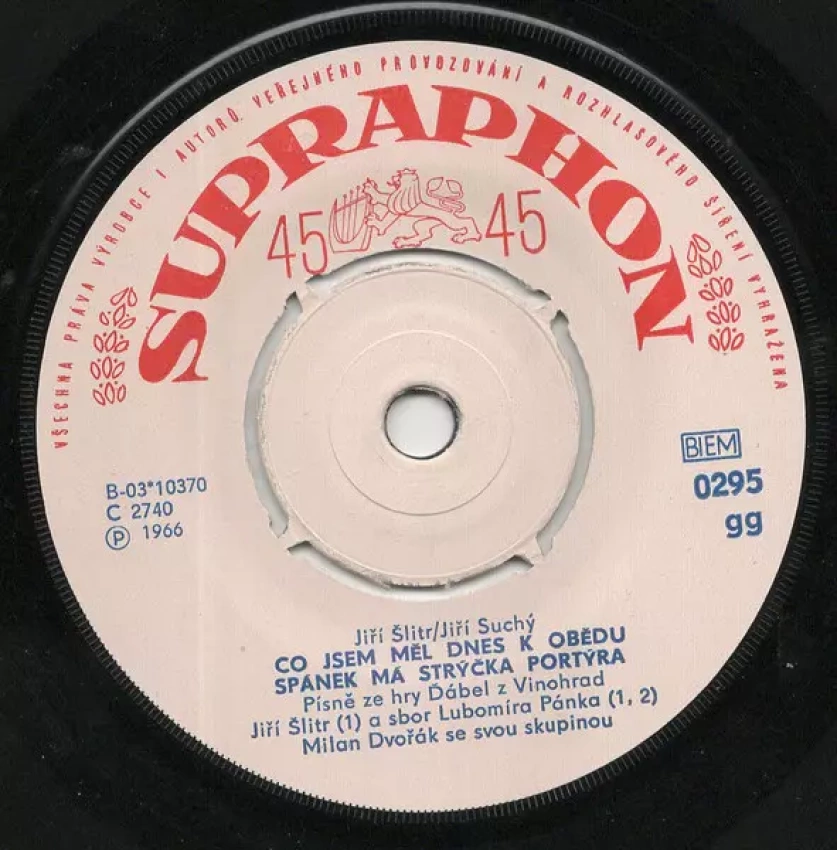 VŠECHNA PRÁVA VÝROBCE I AUTORŮ. VEŘEJNÉHO PROVOZOVÁNÍ A ROZHLASOVÉHO ŠÍŘENÍ VYHRAŽENA
SUPRAPHON
45 45
BIEM
B-03*10370
C 2740
Ⓟ 1966
0295
gg
Jiří Šlitr/Jiří Suchý
CO JSEM MĚL DNES K OBĚDU
SPÁNEK MÁ STRÝČKA PORTÝRA
Písně ze hry Ďábel z Vinohrad
Jiří Šlitr (1) a sbor Lubomíra Pánka (1, 2)
Milan Dvořák se svou skupinou